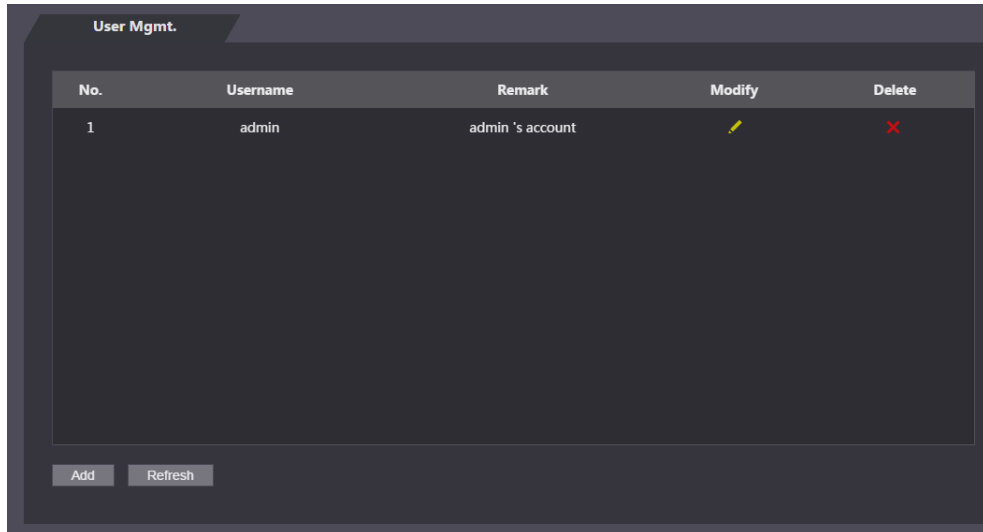 User Mgmt.
No. Username Remark Modify Delete
1 admin admin 's account
Add Refresh